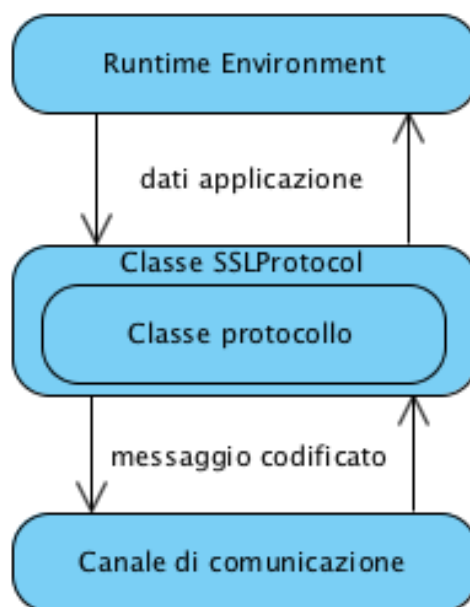 Runtime Environment
dati applicazione
Classe SSLProtocol
Classe protocollo
messaggio codificato
Canale di comunicazione